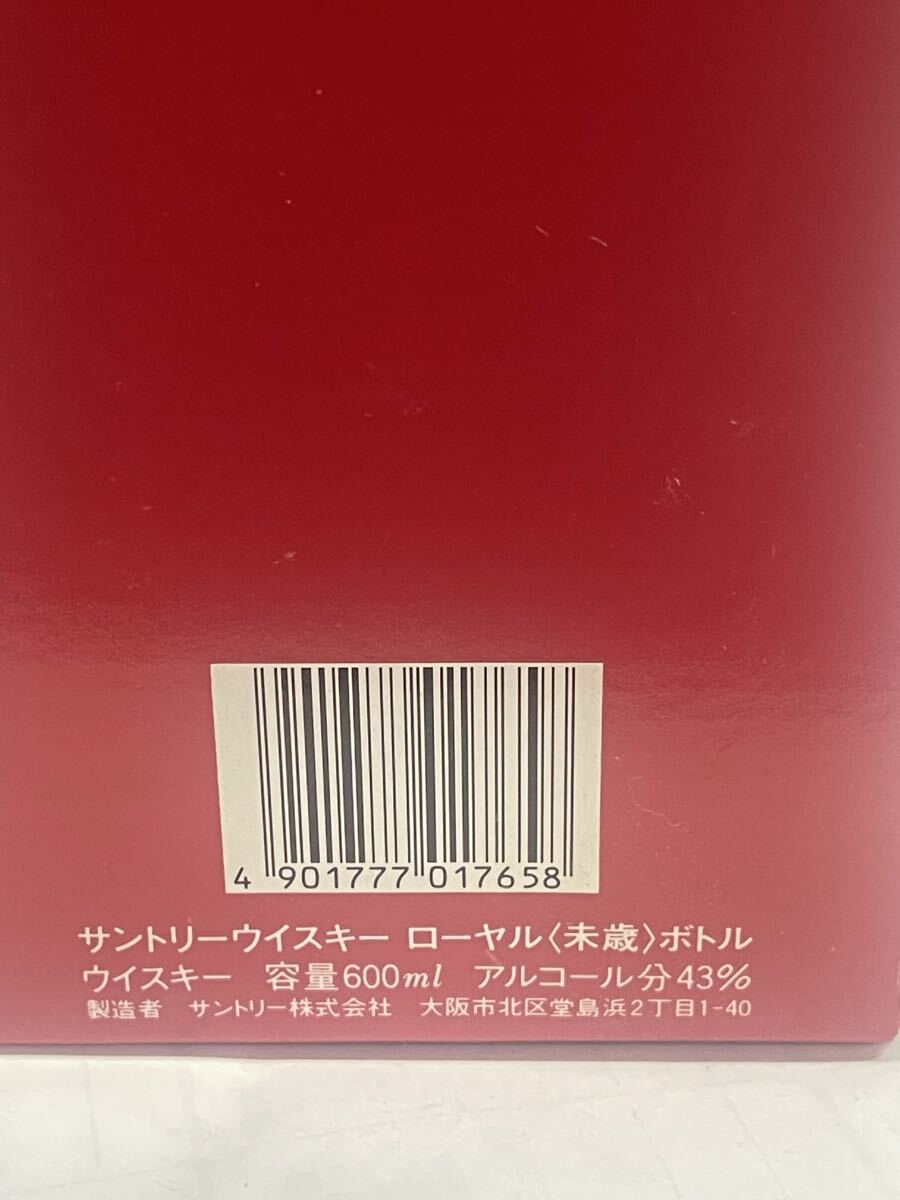 4 901777 017658
サントリーウイスキー ローヤル〈未歳〉ボトル
ウイスキー 容量600ml アルコール分43%
製造者 サントリー株式会社 大阪市北区堂島浜2丁目1-40